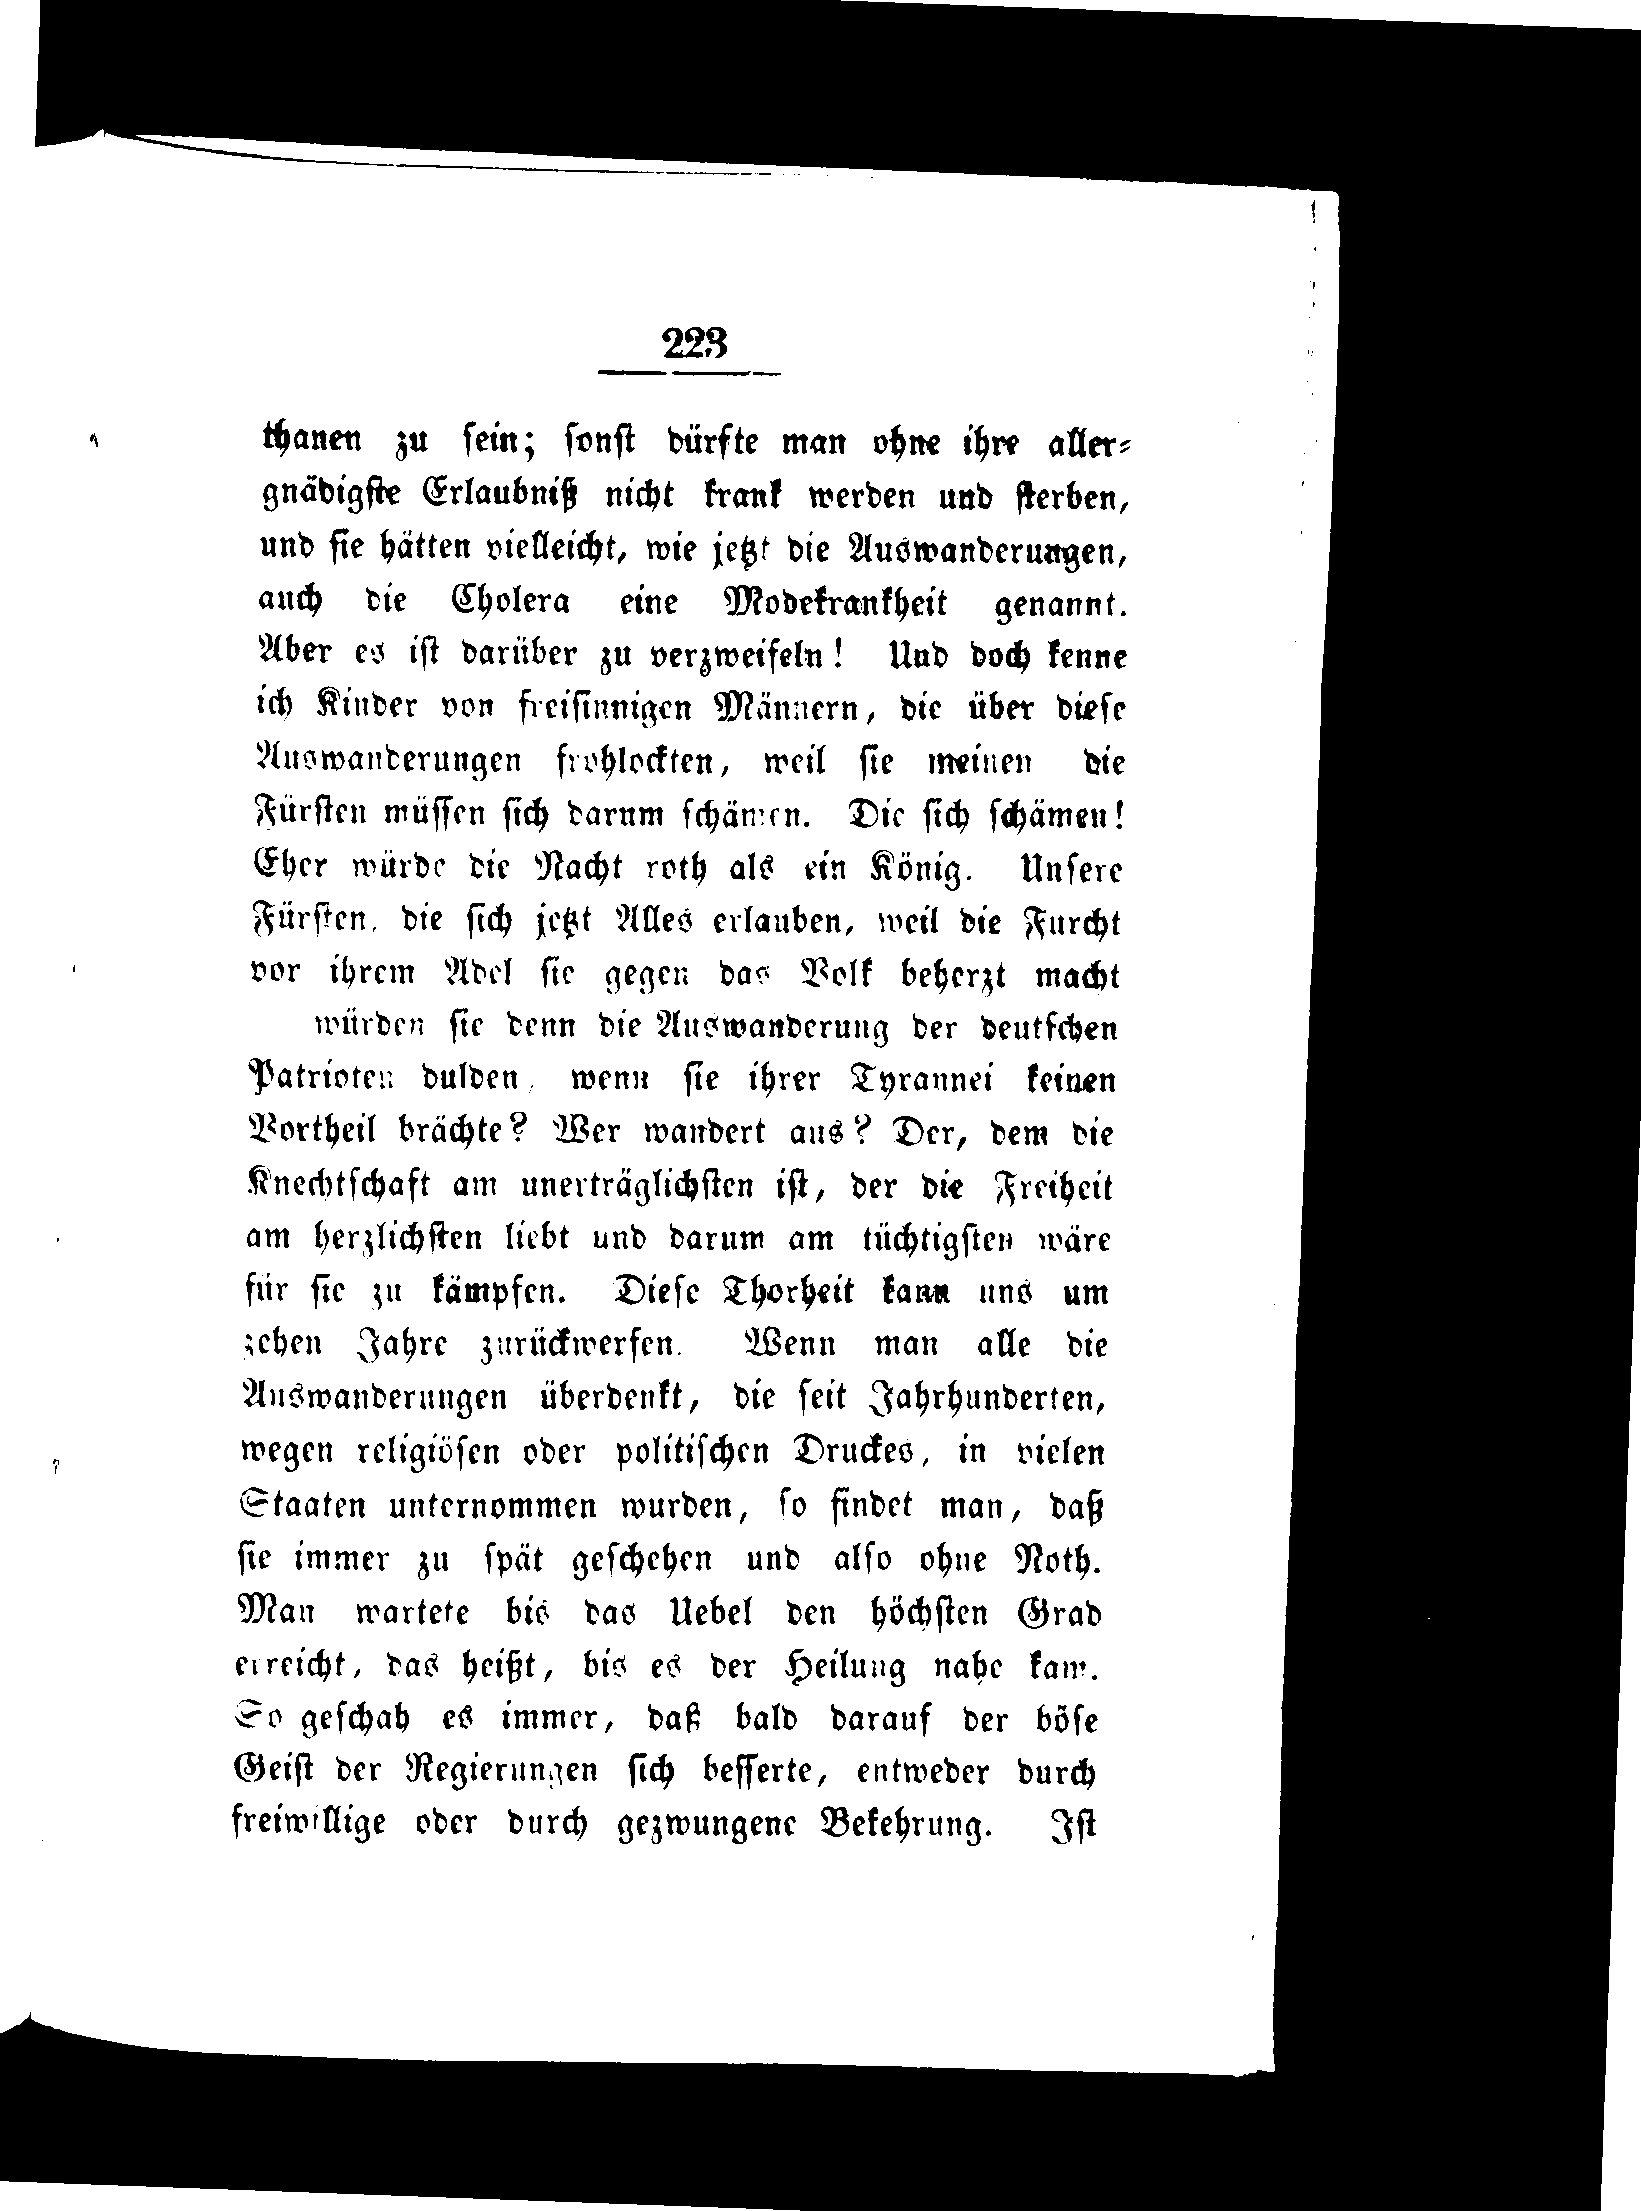 223
thanen zu sein; sonst dürfte man ohne ihre aller-
gnädigste Erlaubniß nicht krank werden und sterben,
und sie hätten vielleicht, wie jetzt die Auswanderungen,
auch die Cholera eine Modekrankheit genannt.
Aber es ist darüber zu verzweifeln! Und doch kenne
ich Kinder von freisinnigen Männern, die über diese
Auswanderungen frohlockten, weil sie meinen die
Fürsten müssen sich darum schämen. Die sich schämen!
Eher würde die Nacht roth als ein König. Unsere
Fürsten, die sich jetzt Alles erlauben, weil die Furcht
vor ihrem Adel sie gegen das Volk beherzt macht
würden sie denn die Auswanderung der deutschen
Patrioten dulden, wenn sie ihrer Tyrannei keinen
Vortheil brächte? Wer wandert aus? Der, dem die
Knechtschaft am unerträglichsten ist, der die Freiheit
am herzlichsten liebt und darum am tüchtigsten wäre
für sie zu kämpfen. Diese Thorheit kann uns um
zehen Jahre zurückwerfen. Wenn man alle die
Auswanderungen überdenkt, die seit Jahrhunderten,
wegen religiösen oder politischen Druckes, in vielen
Staaten unternommen wurden, so findet man, daß
sie immer zu spät geschehen und also ohne Noth.
Man wartete bis das Uebel den höchsten Grad
erreicht, das heißt, bis es der Heilung nahe kam.
So geschah es immer, daß bald darauf der böse
Geist der Regierungen sich besserte, entweder durch
freiwillige oder durch gezwungene Bekehrung. Ist